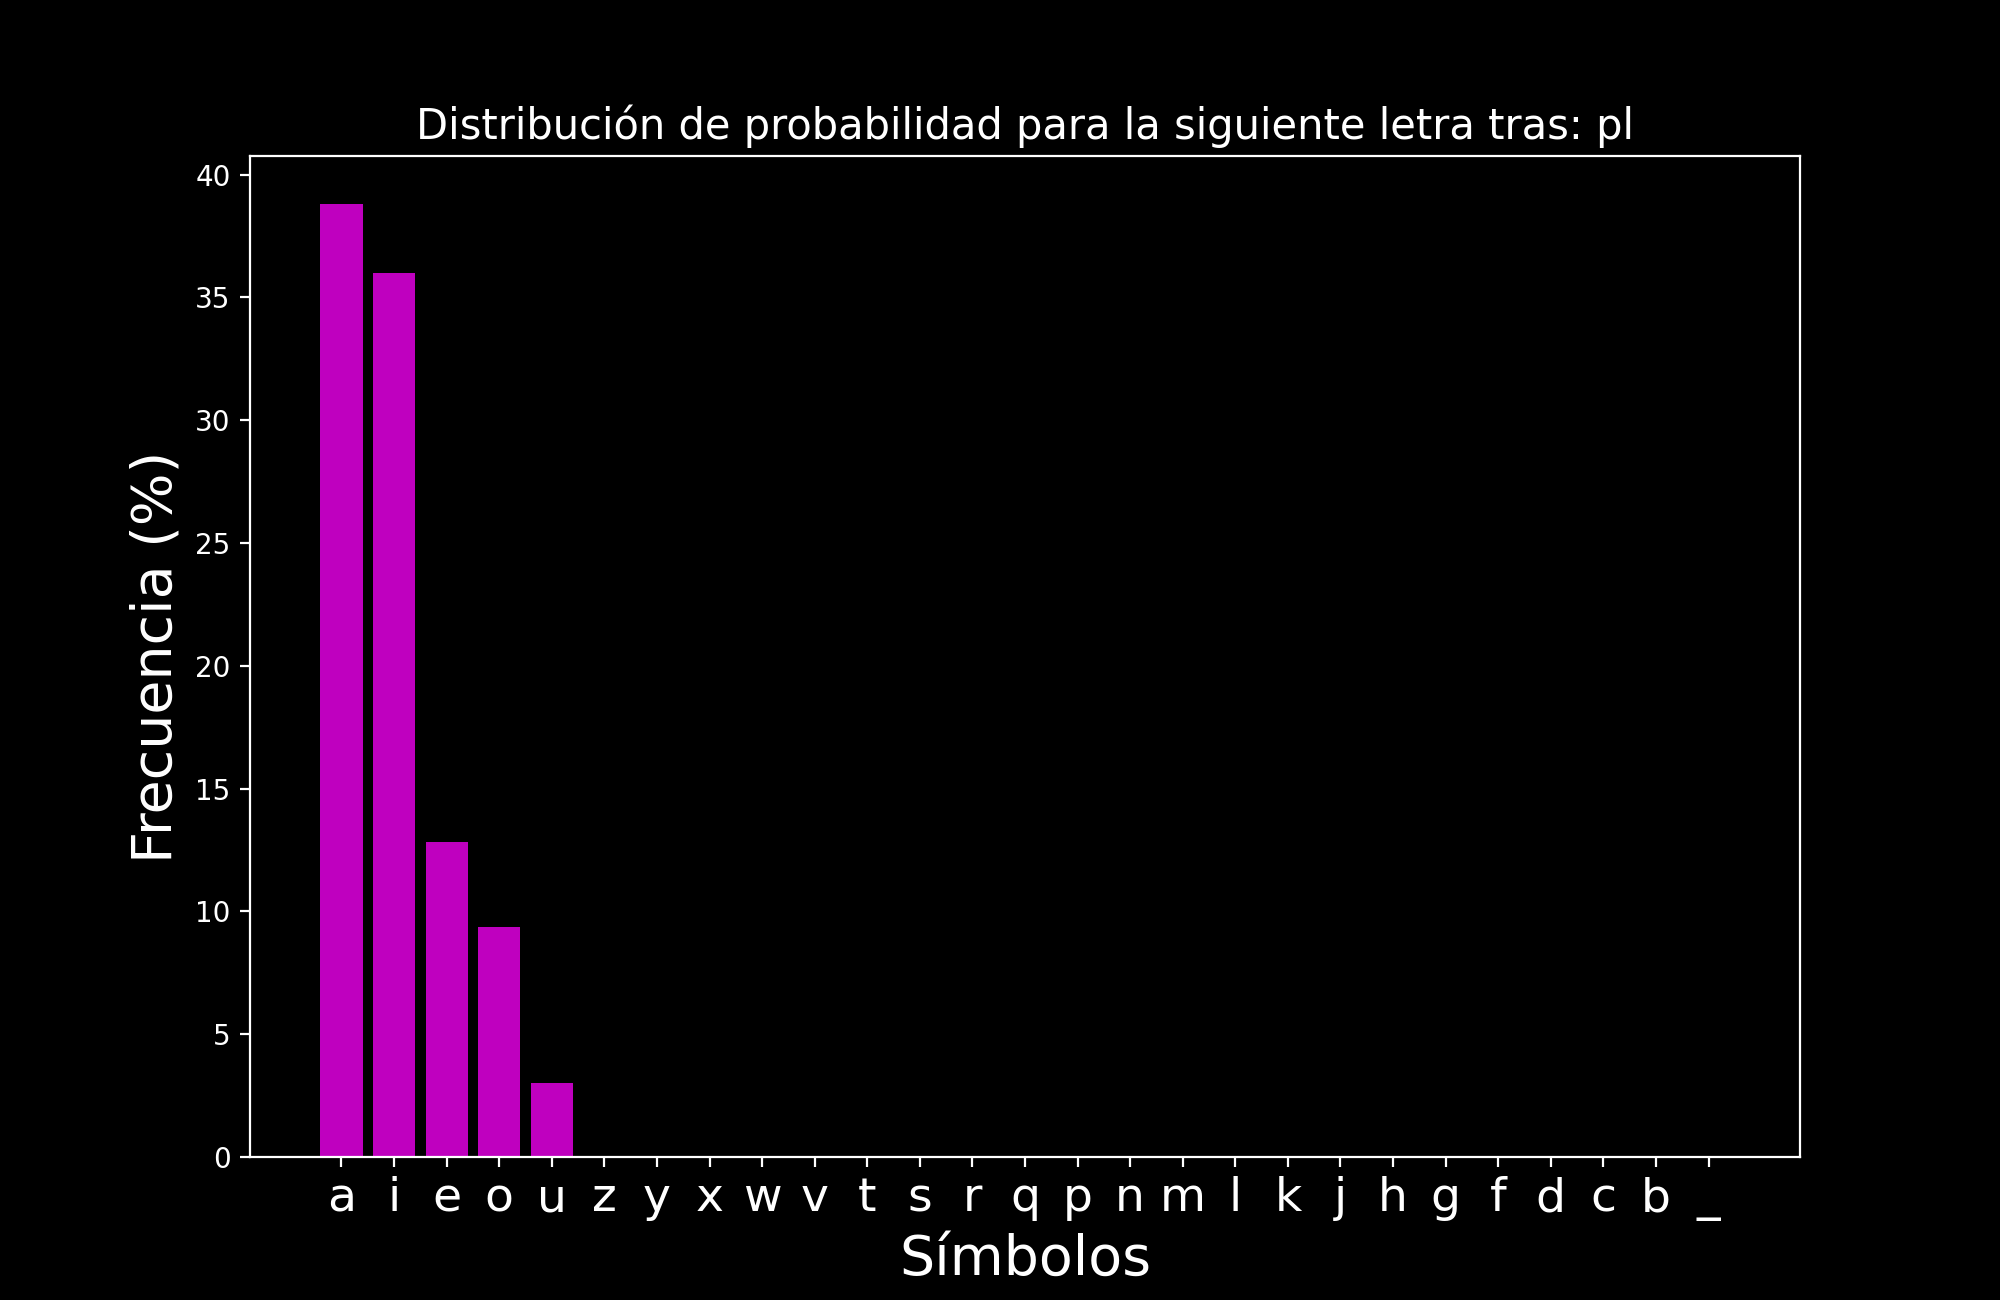 Distribución de probabilidad para la siguiente letra tras: pl
40
35
30
25
20
15
10
5
0
Frecuencia (%)
a i e o u z y x w v t s r q p n m l k j h g f d c b _
Símbolos